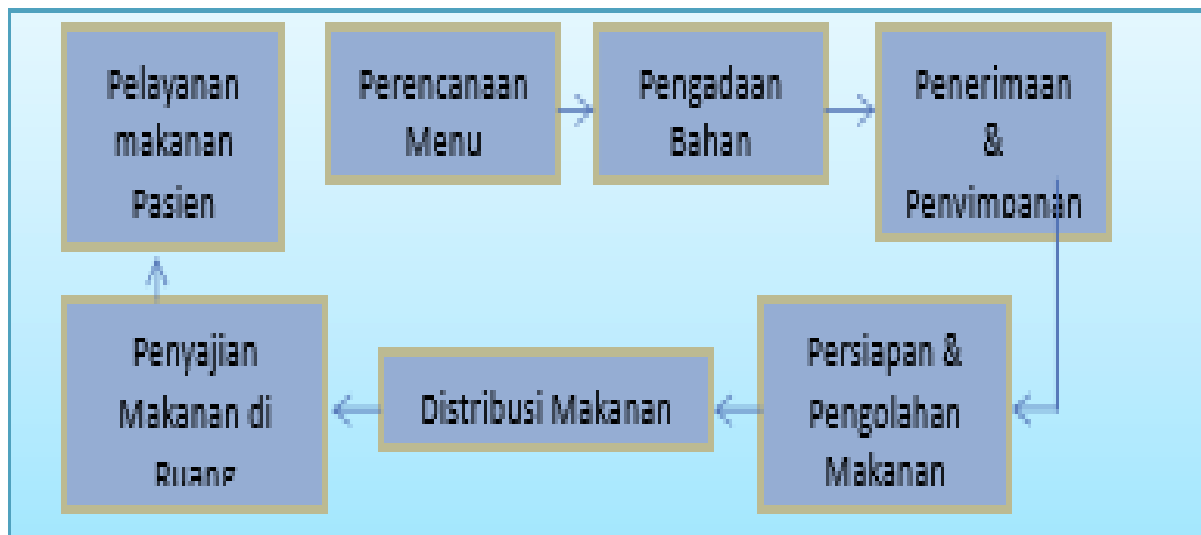 Pelayanan
makanan
Pasien
Perencanaan
Menu
Pengadaan
Bahan
Penerimaan
&
Penyimpanan
Persiapan &
Pengolahan
Makanan
Distribusi Makanan
Penyajian
Makanan di
Ruang